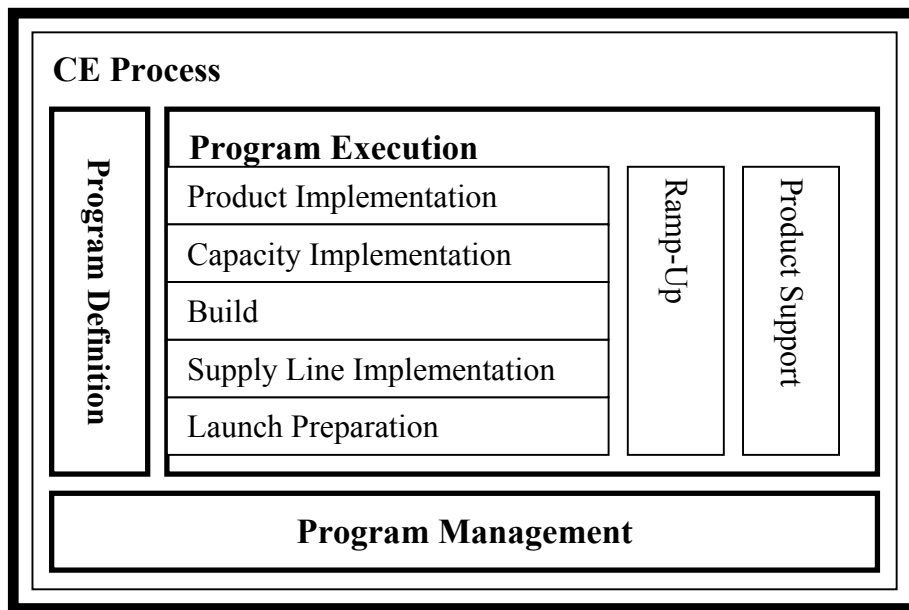 CE Process
Program Definition
Program Execution
Product Implementation
Capacity Implementation
Build
Supply Line Implementation
Launch Preparation
Ramp-Up
Product Support
Program Management